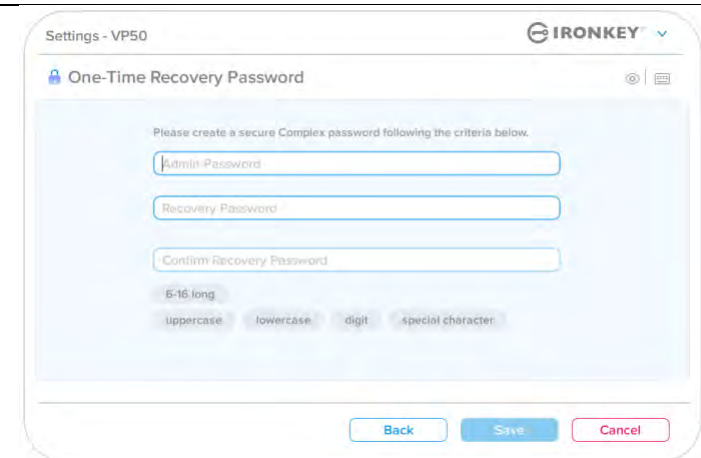 Settings - VP50
IRONKEY
One-Time Recovery Password
Please create a secure Complex password following the criteria below.
Admin Password
Recovery Password
Confirm Recovery Password
6-16 long
uppercase lowercase digit special character
Back Save Cancel